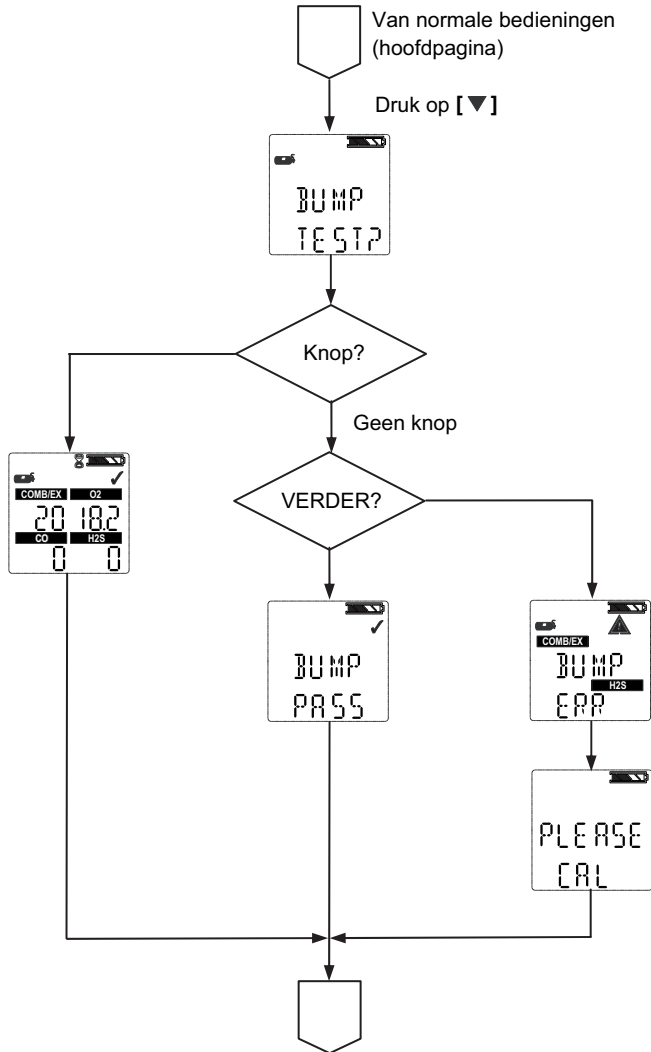 Van normale bedieningen
(hoofdpagina)
Druk op [▼]
BUMP
TEST?
Knop?
Geen knop
COMB/EX O2
20 18.2
CO H2S
0 0
VERDER?
BUMP
PASS
COMB/EX
BUMP
H2S
ERR
PLEASE
CAL